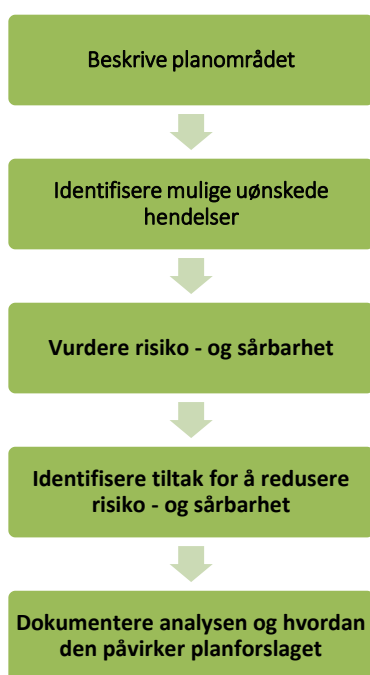 Beskrive planområdet
Identifisere mulige uønskede
hendelser
Vurdere risiko - og sårbarhet
Identifisere tiltak for å redusere
risiko - og sårbarhet
Dokumentere analysen og hvordan
den påvirker planforslaget